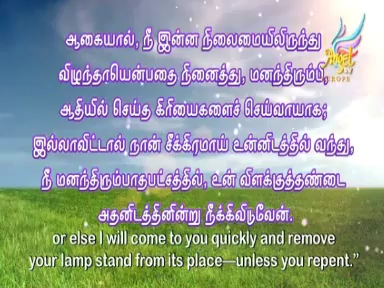 ஆகையால், நீ இன்ன நிலைமையிலிருந்து
விழுந்தாயென்பதை நினைத்து, மனந்திரும்பி,
ஆதியில் செய்த கிரியைகளைச் செய்வாயாக;
இல்லாவிட்டால் நான் சீக்கிரமாய் உன்னிடத்தில் வந்து,
நீ மனந்திரும்பாதபட்சத்தில், உன் விளக்குத்தண்டை
அதனிடத்தினின்று நீக்கிவிடுவேன்.
or else I will come to you quickly and remove
your lamp stand from its place—unless you repent.”